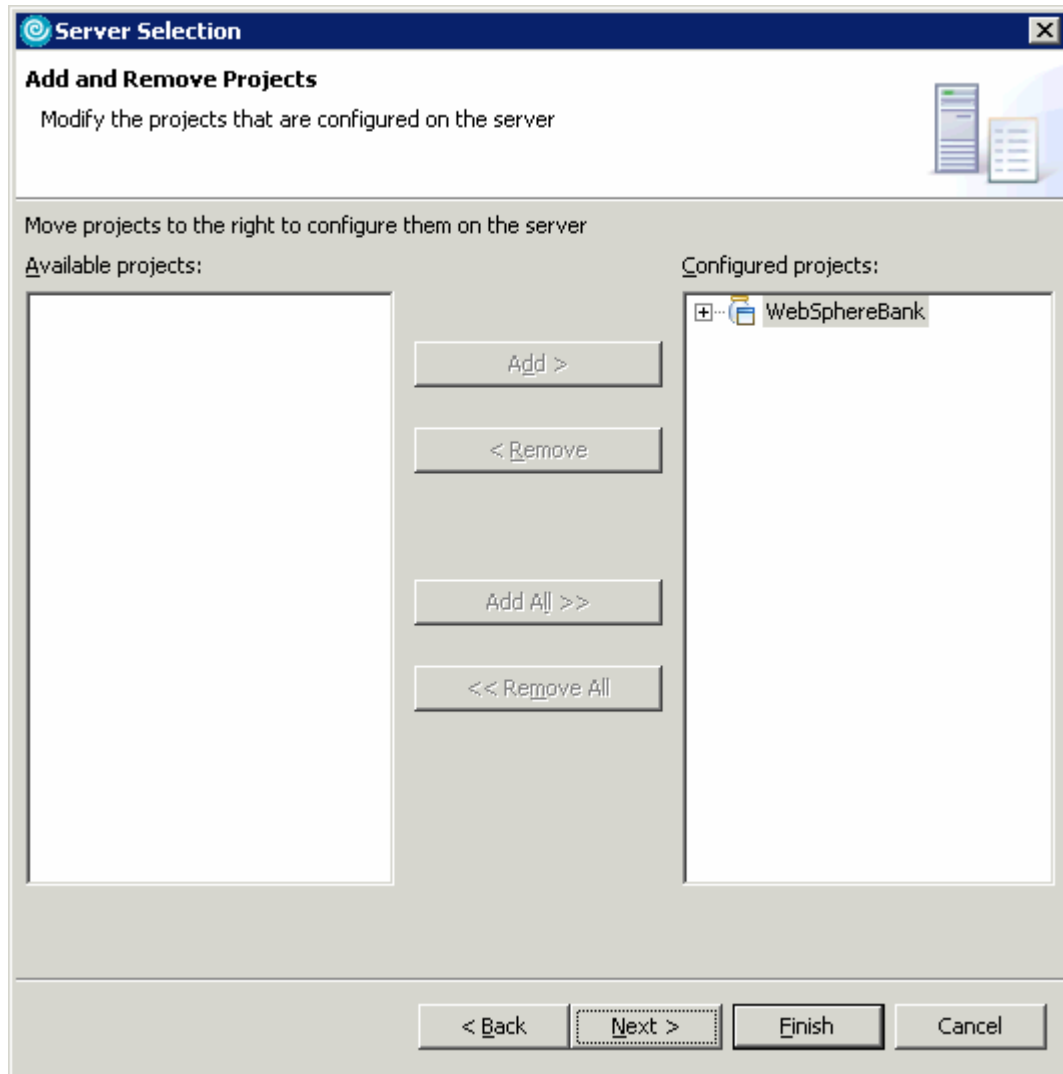 Server Selection
Add and Remove Projects
Modify the projects that are configured on the server
Move projects to the right to configure them on the server
Available projects:
Configured projects:
WebSphereBank
Add >
< Remove
Add All >>
<< Remove All
< Back
Next >
Finish
Cancel